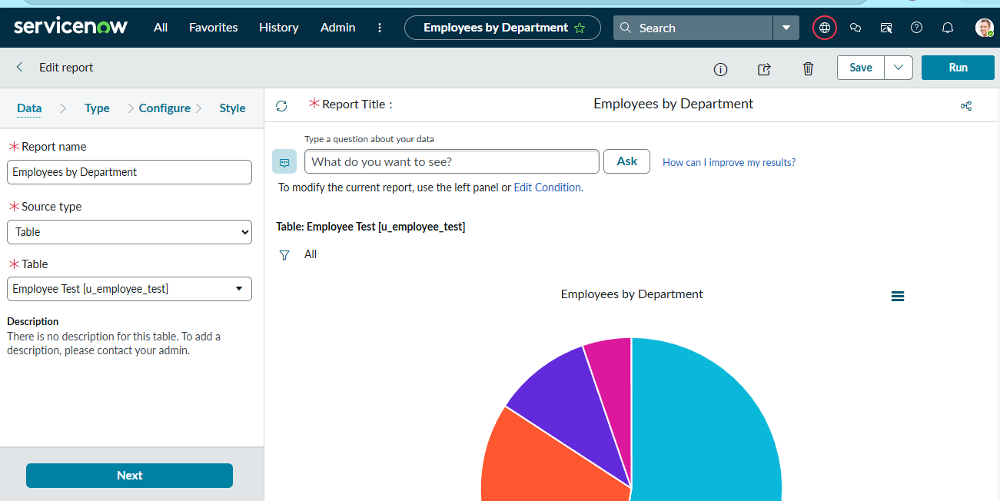 servicenow All Favorites History Admin Employees by Department Search
Edit report Save Run
Data Type Configure Style
Report Title : Employees by Department
* Report name
Employees by Department
* Source type
Table
* Table
Employee Test [u_employee_test]
Description
There is no description for this table. To add a
description, please contact your admin.
Next
Type a question about your data
What do you want to see? Ask How can I improve my results?
To modify the current report, use the left panel or Edit Condition.
Table: Employee Test [u_employee_test]
All
Employees by Department